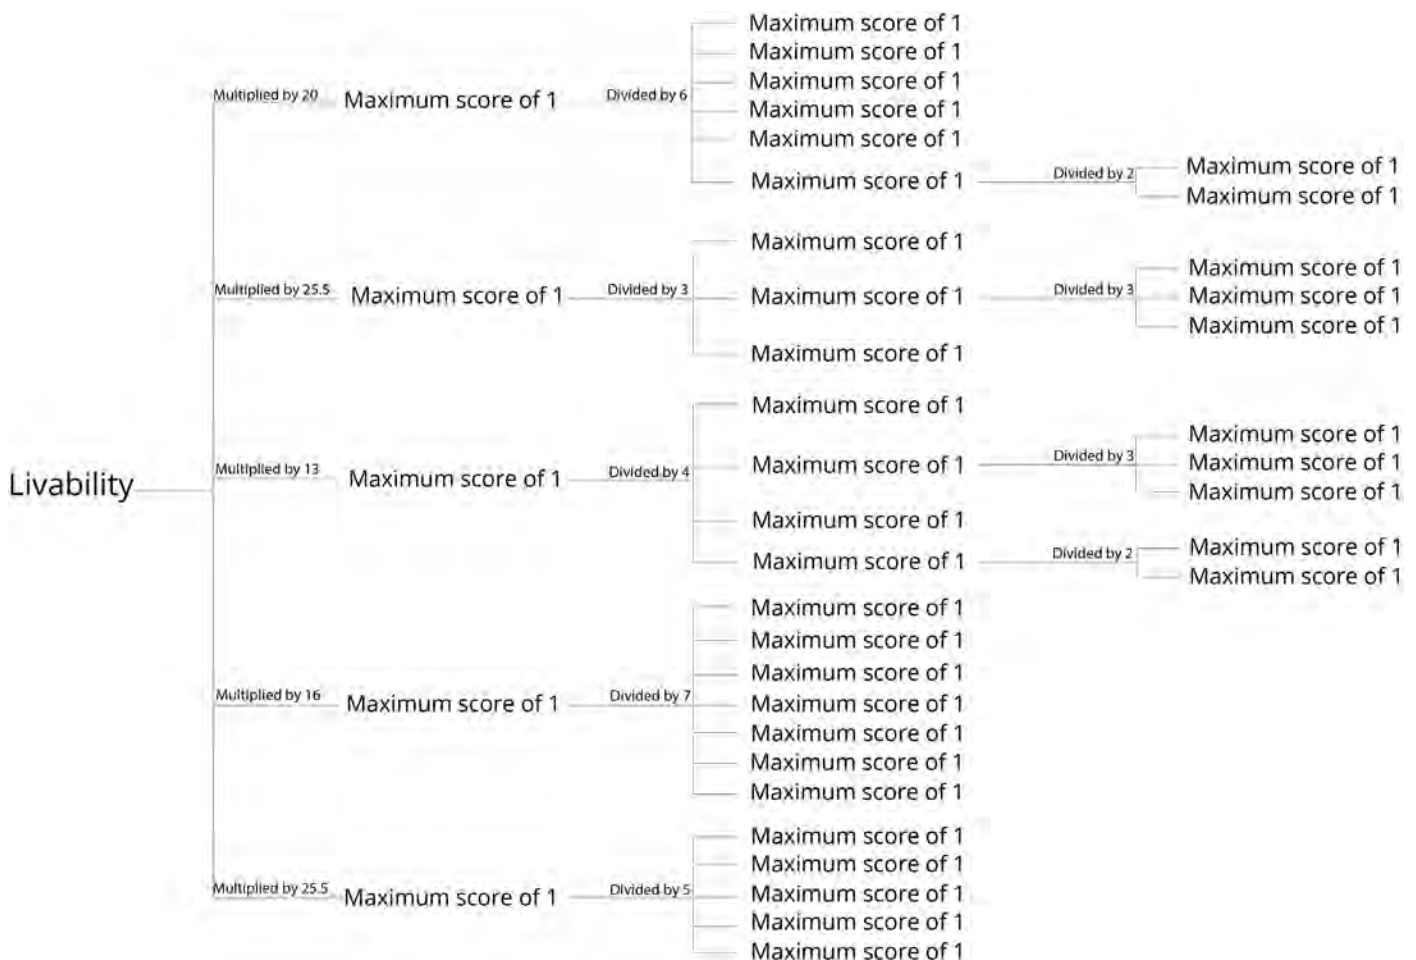 Livability
Multiplied by 20
Maximum score of 1
Divided by 6
Maximum score of 1
Maximum score of 1
Maximum score of 1
Maximum score of 1
Maximum score of 1
Maximum score of 1
Divided by 2
Maximum score of 1
Maximum score of 1
Multiplied by 25.5
Maximum score of 1
Divided by 3
Maximum score of 1
Maximum score of 1
Divided by 3
Maximum score of 1
Maximum score of 1
Maximum score of 1
Maximum score of 1
Multiplied by 13
Maximum score of 1
Divided by 4
Maximum score of 1
Maximum score of 1
Divided by 3
Maximum score of 1
Maximum score of 1
Maximum score of 1
Maximum score of 1
Maximum score of 1
Divided by 2
Maximum score of 1
Maximum score of 1
Multiplied by 16
Maximum score of 1
Divided by 7
Maximum score of 1
Maximum score of 1
Maximum score of 1
Maximum score of 1
Maximum score of 1
Maximum score of 1
Maximum score of 1
Multiplied by 25.5
Maximum score of 1
Divided by 5
Maximum score of 1
Maximum score of 1
Maximum score of 1
Maximum score of 1
Maximum score of 1